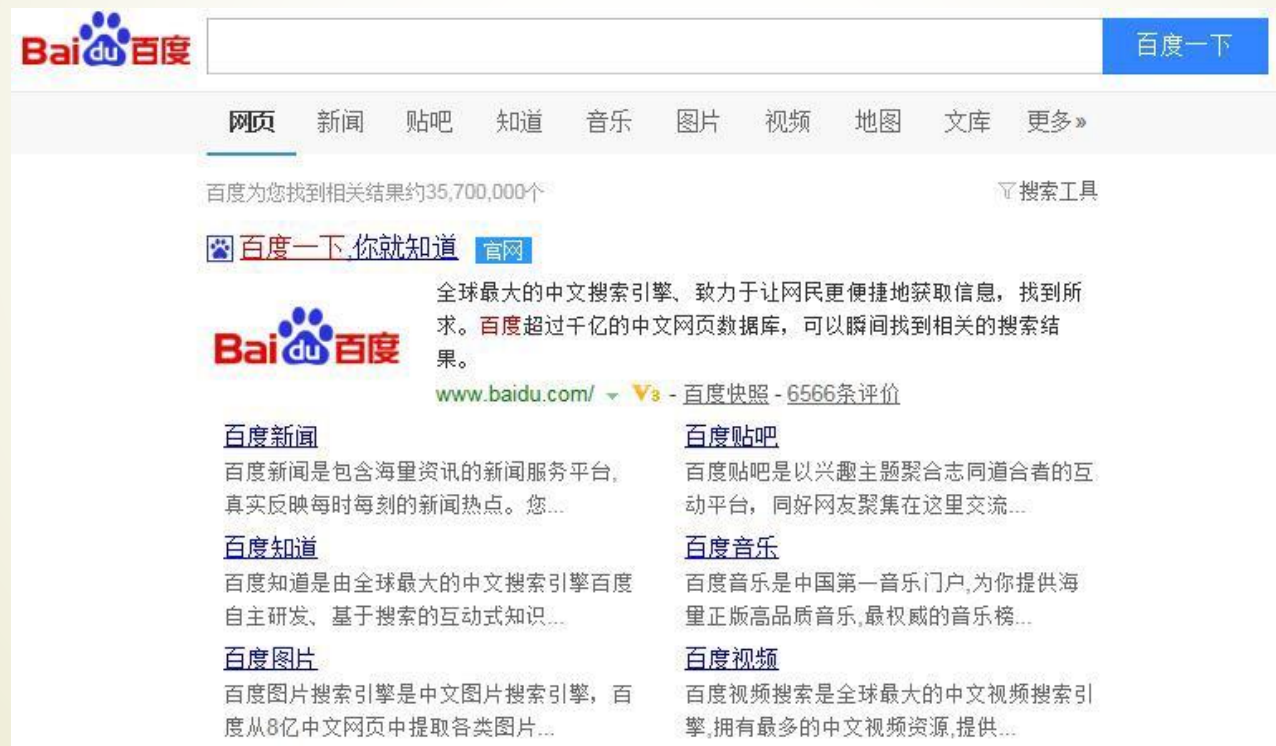 Baidu百度
百度一下
网页 新闻 贴吧 知道 音乐 图片 视频 地图 文库 更多»
百度为您找到相关结果约35,700,000个
搜索工具
百度一下,你就知道 官网
全球最大的中文搜索引擎、致力于让网民更便捷地获取信息，找到所
求。百度超过千亿的中文网页数据库，可以瞬间找到相关的搜索结
果。
Baidu百度
www.baidu.com/ V3 - 百度快照 - 6566条评价
百度新闻
百度新闻是包含海量资讯的新闻服务平台,
真实反映每时每刻的新闻热点。您...
百度贴吧
百度贴吧是以兴趣主题聚合志同道合者的互
动平台，同好网友聚集在这里交流...
百度知道
百度知道是由全球最大的中文搜索引擎百度
自主研发、基于搜索的互动式知识...
百度音乐
百度音乐是中国第一音乐门户,为你提供海
量正版高品质音乐,最权威的音乐榜...
百度图片
百度图片搜索引擎是中文图片搜索引擎，百
度从8亿中文网页中提取各类图片...
百度视频
百度视频搜索是全球最大的中文视频搜索引
擎,拥有最多的中文视频资源,提供...